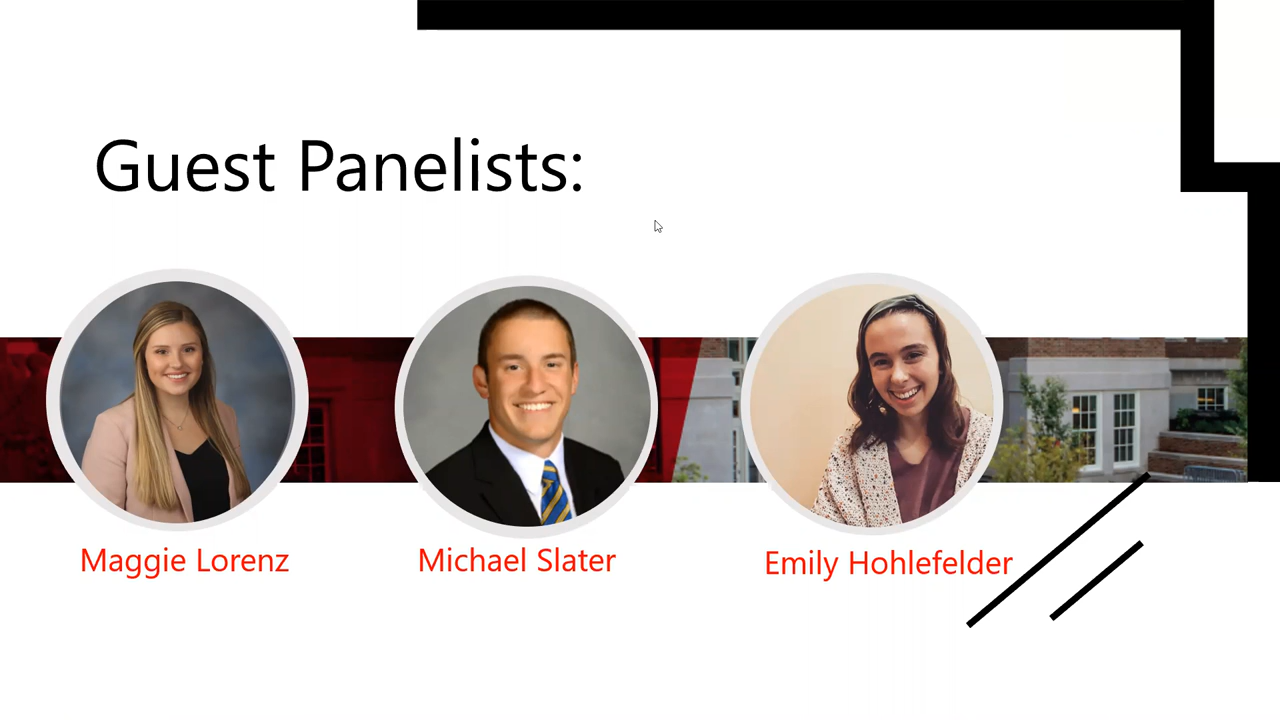 Guest Panelists:
Maggie Lorenz
Michael Slater
Emily Hohlefelder